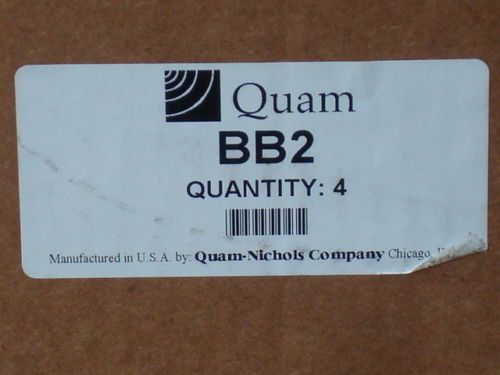 Quam
BB2
QUANTITY: 4
Manufactured in U.S.A. by: Quam-Nichols Company Chicago,